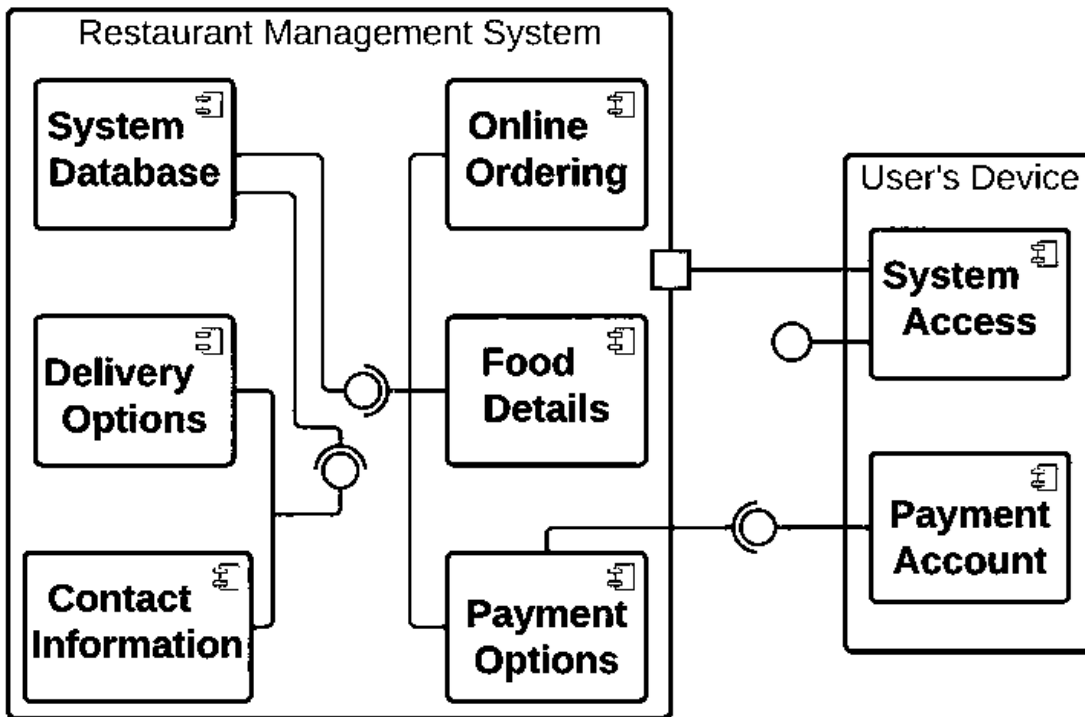 Restaurant Management System
System
Database
Online
Ordering
User's Device
System
Access
Delivery
Options
Food
Details
Payment
Account
Contact
Information
Payment
Options